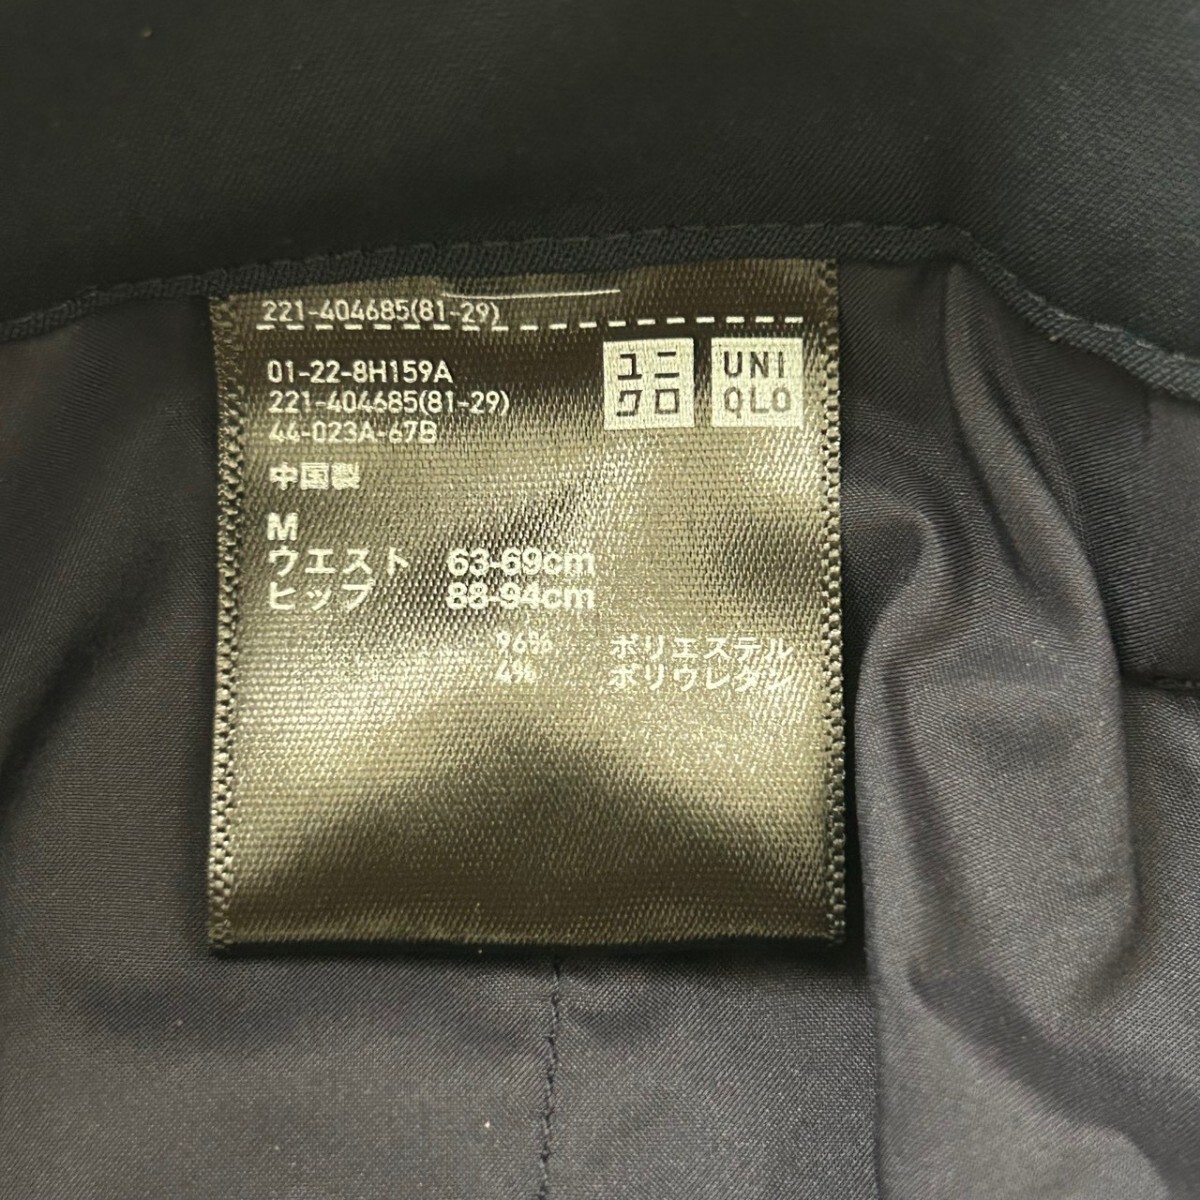 221-404685(81-29)
01-22-8H159A
221-404685(81-29)
44-023A-67B
ユニ
クロ
UNI
QLO
中国製
M
ウエスト 63-69cm
ヒップ 88-94cm
96% ポリエステル
4% ポリウレタン